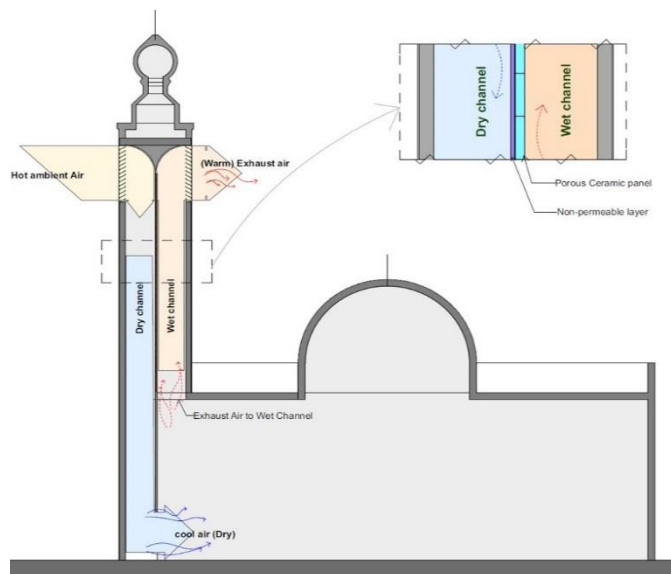 Dry channel
Wet channel
Hot ambient Air
(Warm) Exhaust air
Porous Ceramic panel
Non-permeable layer
Dry channel
Wet channel
Exhaust Air to Wet Channel
cool air (Dry)